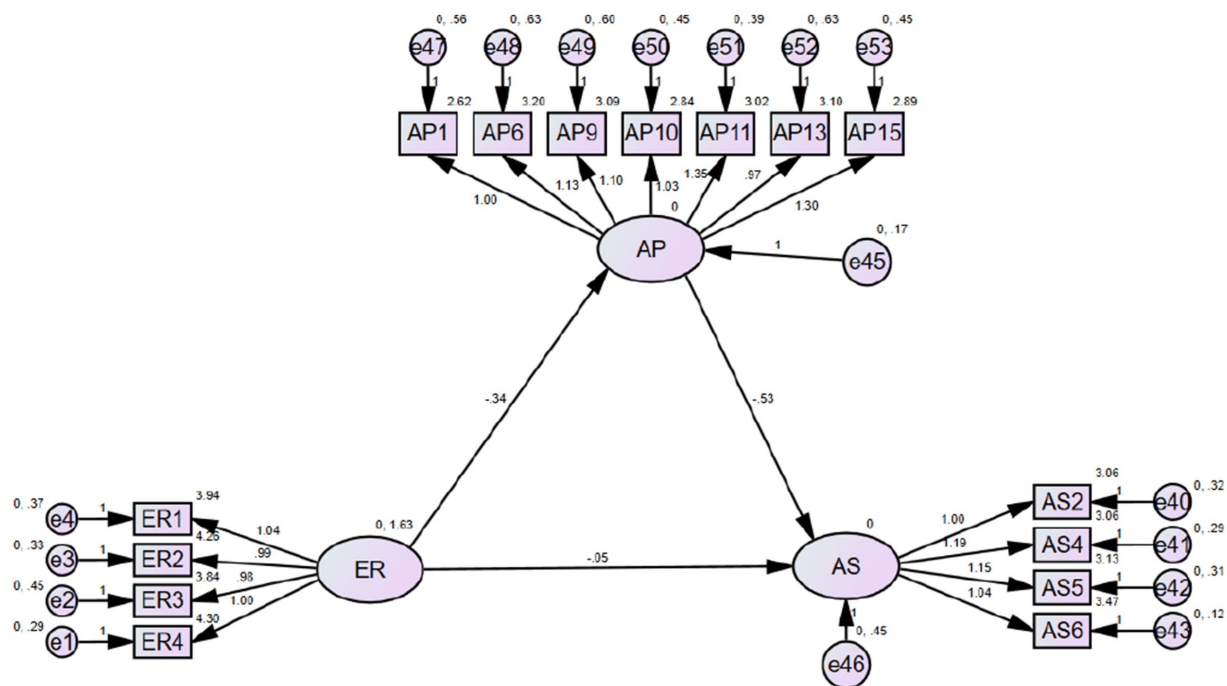 0, .56 0, .63 0, .60 0, .45 0, .39 0, .63 0, .45
e47 e48 e49 e50 e51 e52 e53
1 1 1 1 1 1 1
2.62 3.20 3.09 2.84 3.02 3.10 2.89
AP1 AP6 AP9 AP10 AP11 AP13 AP15
1.00 1.13 1.10 1.03 1.35 .97 1.30
0
AP
1
0, .17
e45
-.34
-.53
3.94
0, .37
e4
1
ER1
1.04
4.26
0, .33
e3
1
ER2
.99
3.84
0, .45
e2
1
ER3
.98
4.30
0, .29
e1
1
ER4
1.00
0, 1.63
ER
-.05
0
AS
1
0, .45
e46
3.06
1.00
AS2
1
0, .32
e40
3.06
1.19
AS4
1
0, .29
e41
3.13
1.15
AS5
1
0, .31
e42
3.47
1.04
AS6
1
0, .12
e43